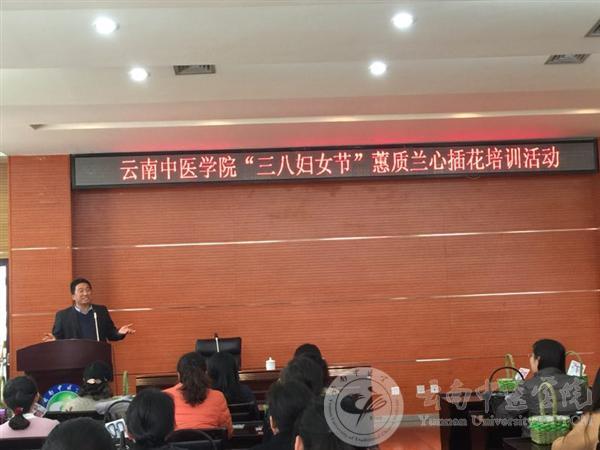 云南中医学院“三八妇女节”蕙质兰心插花培训活动
云南中医学院
Yunnan University of TCM